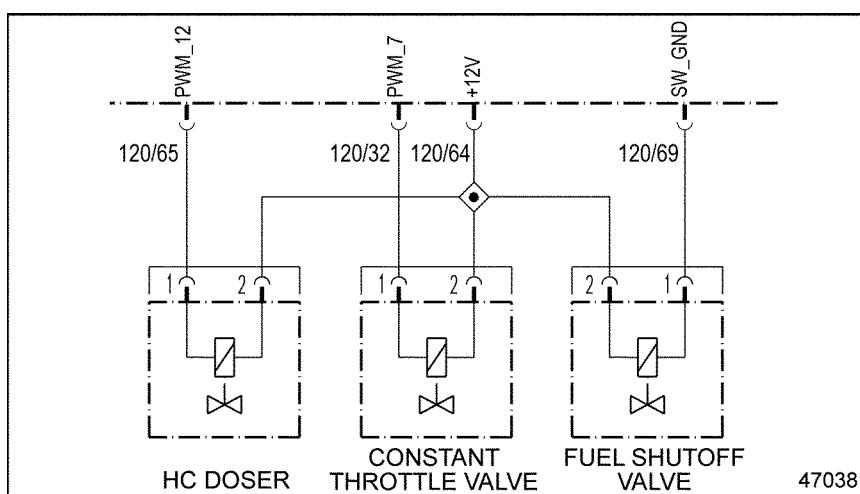 PWM_12
PWM_7
+12V
SW_GND
120/65
120/32
120/64
120/69
1
2
1
2
2
1
HC DOSER
CONSTANT
THROTTLE VALVE
FUEL SHUTOFF
VALVE
47038